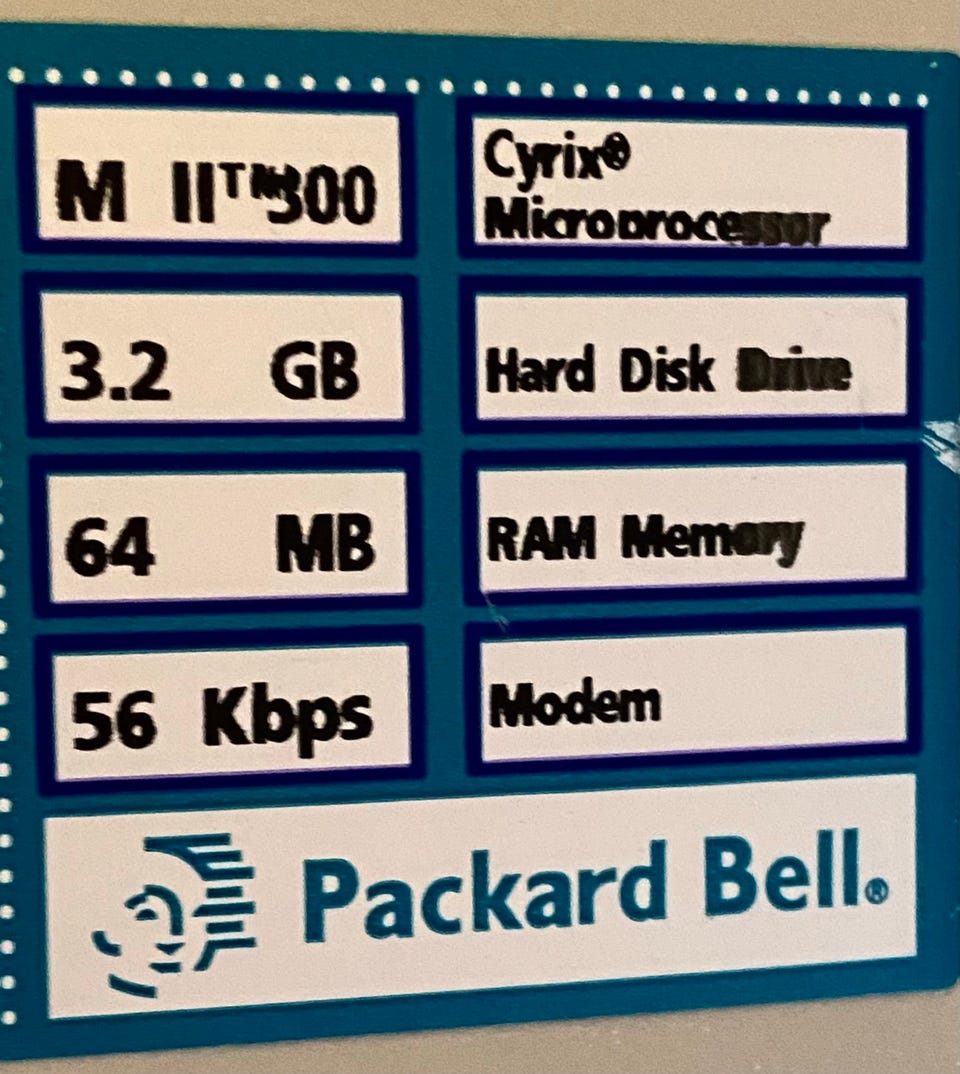 M II™300
Cyrix®
Microprocessor
3.2 GB
Hard Disk Drive
64 MB
RAM Memory
56 Kbps
Modem
Packard Bell®